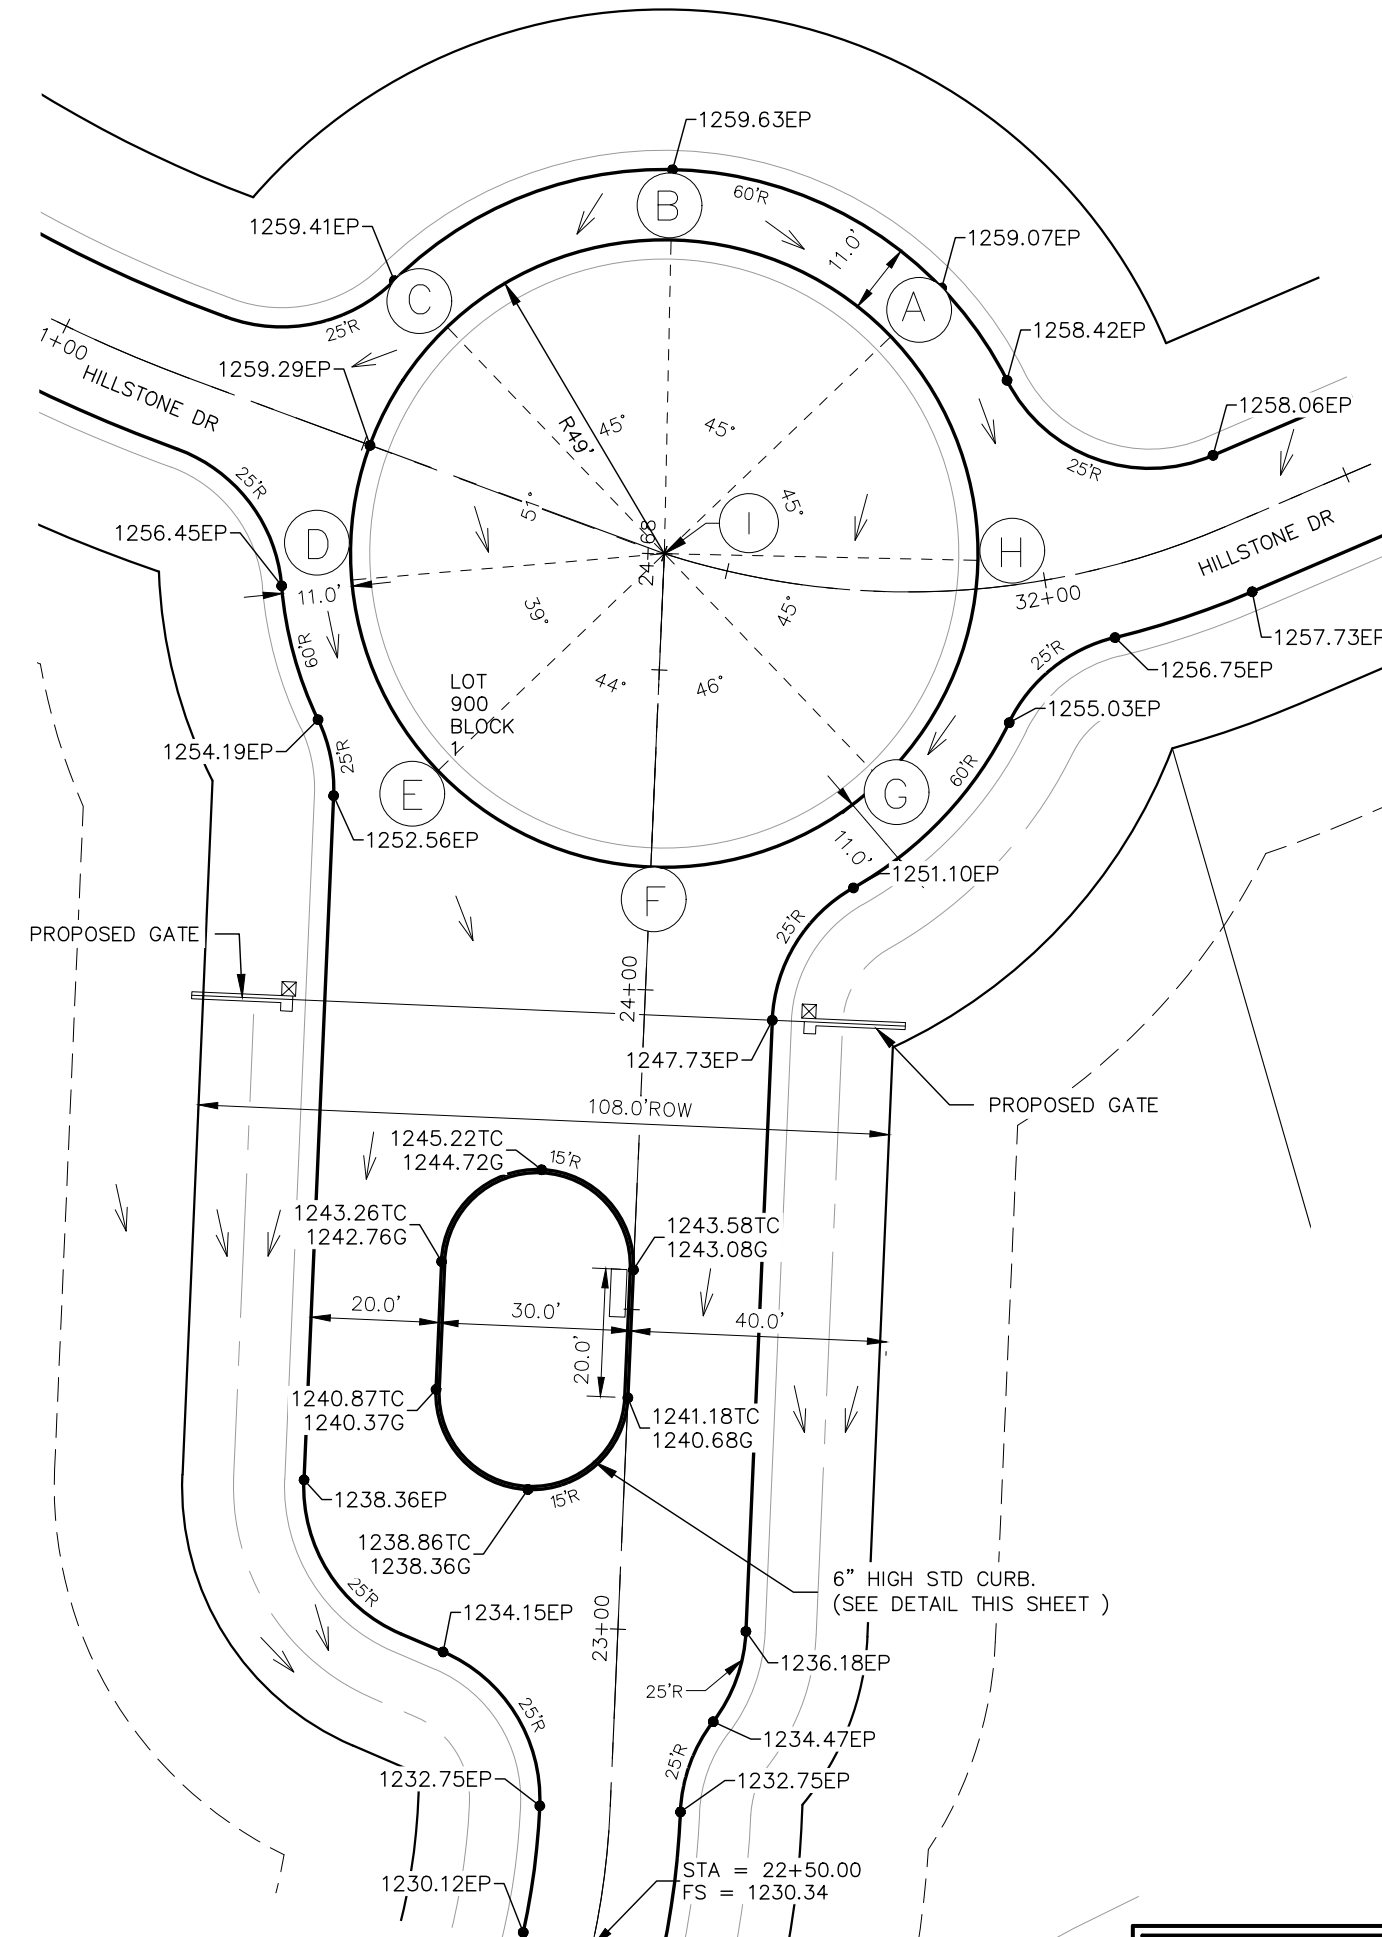 1259.63EP
B
60'R
1259.41EP
11.0'
1259.07EP
C
A
25'R
1258.42EP
1+00
HILLSTONE DR
1259.29EP
1258.06EP
R49'
45°
45°
25'R
25'R
51°
45°
I
24+68
1256.45EP
D
H
HILLSTONE DR
11.0'
39°
45°
32+00
1257.73EP
60'R
25'R
1256.75EP
44°
46°
LOT
900
BLOCK
1
1255.03EP
1254.19EP
25'R
60'R
E
G
1252.56EP
11.0'
1251.10EP
F
25'R
PROPOSED GATE
24+00
1247.73EP
PROPOSED GATE
108.0'ROW
1245.22TC
1244.72G
15'R
1243.26TC
1242.76G
1243.58TC
1243.08G
20.0'
30.0'
40.0'
20.0'
1240.87TC
1240.37G
1241.18TC
1240.68G
1238.36EP
15'R
1238.86TC
1238.36G
6" HIGH STD CURB.
(SEE DETAIL THIS SHEET )
25'R
1234.15EP
23+00
1236.18EP
25'R
25'R
1234.47EP
25'R
1232.75EP
1232.75EP
1230.12EP
STA = 22+50.00
FS = 1230.34